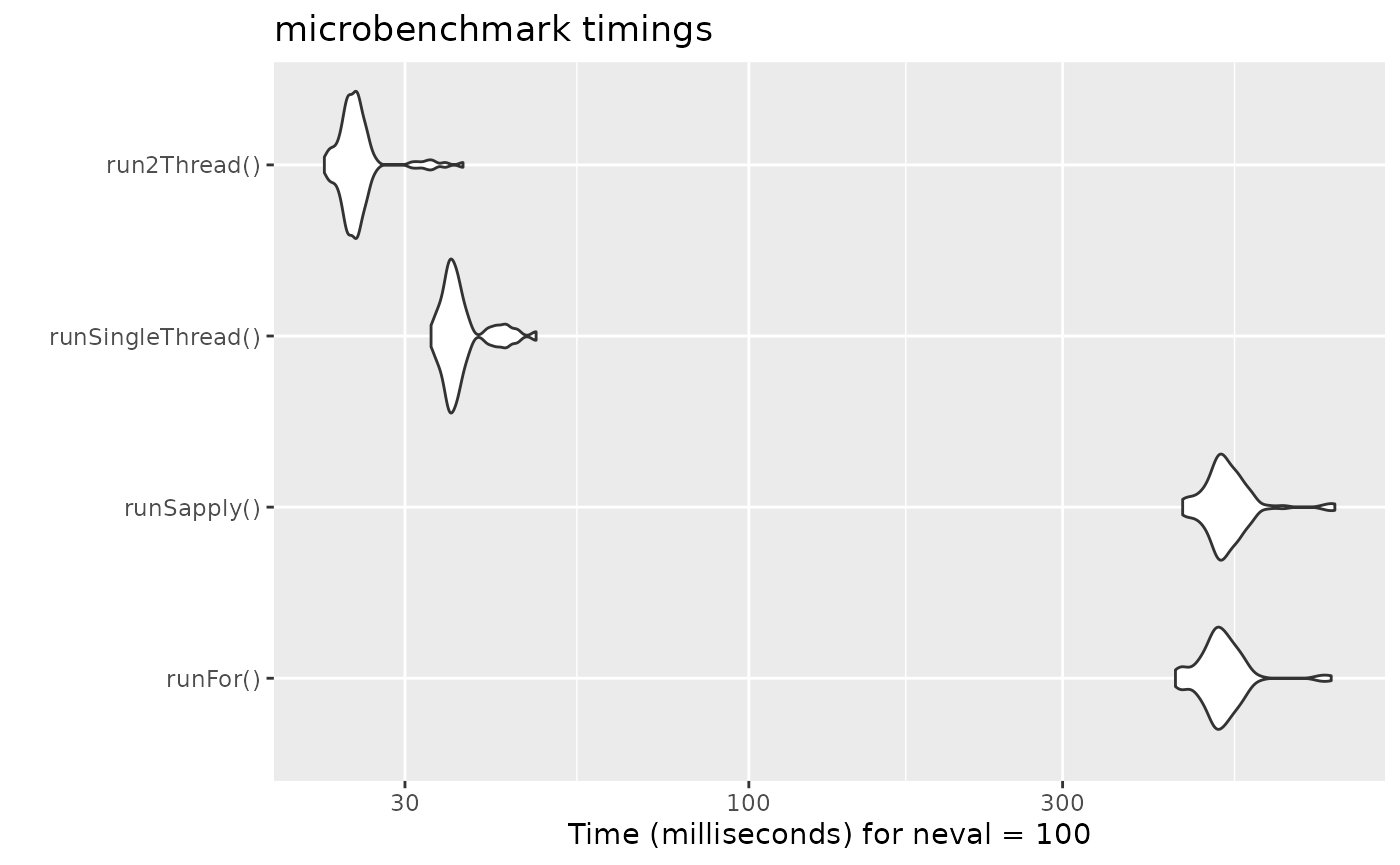 microbenchmark timings
run2Thread()
runSingleThread()
runSapply()
runFor()
30 100 300
Time (milliseconds) for neval = 100